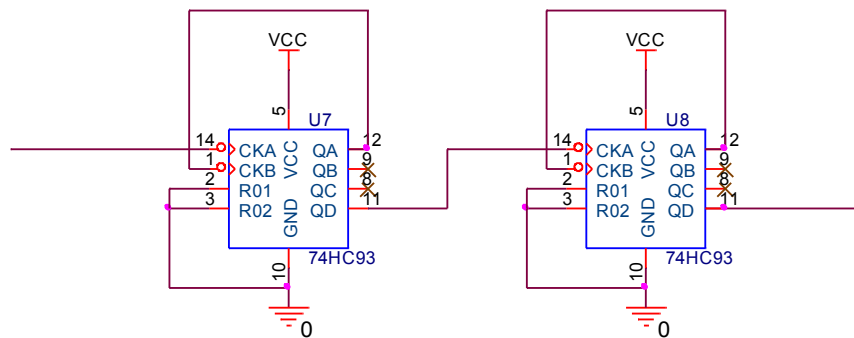 VCC
5
U7
14 CKA VCC QA 12
1 CKB QB 9
2 R01 QC 8
3 R02 GND QD 11
10
74HC93
0
VCC
5
U8
14 CKA VCC QA 12
1 CKB QB 9
2 R01 QC 8
3 R02 GND QD 11
10
74HC93
0